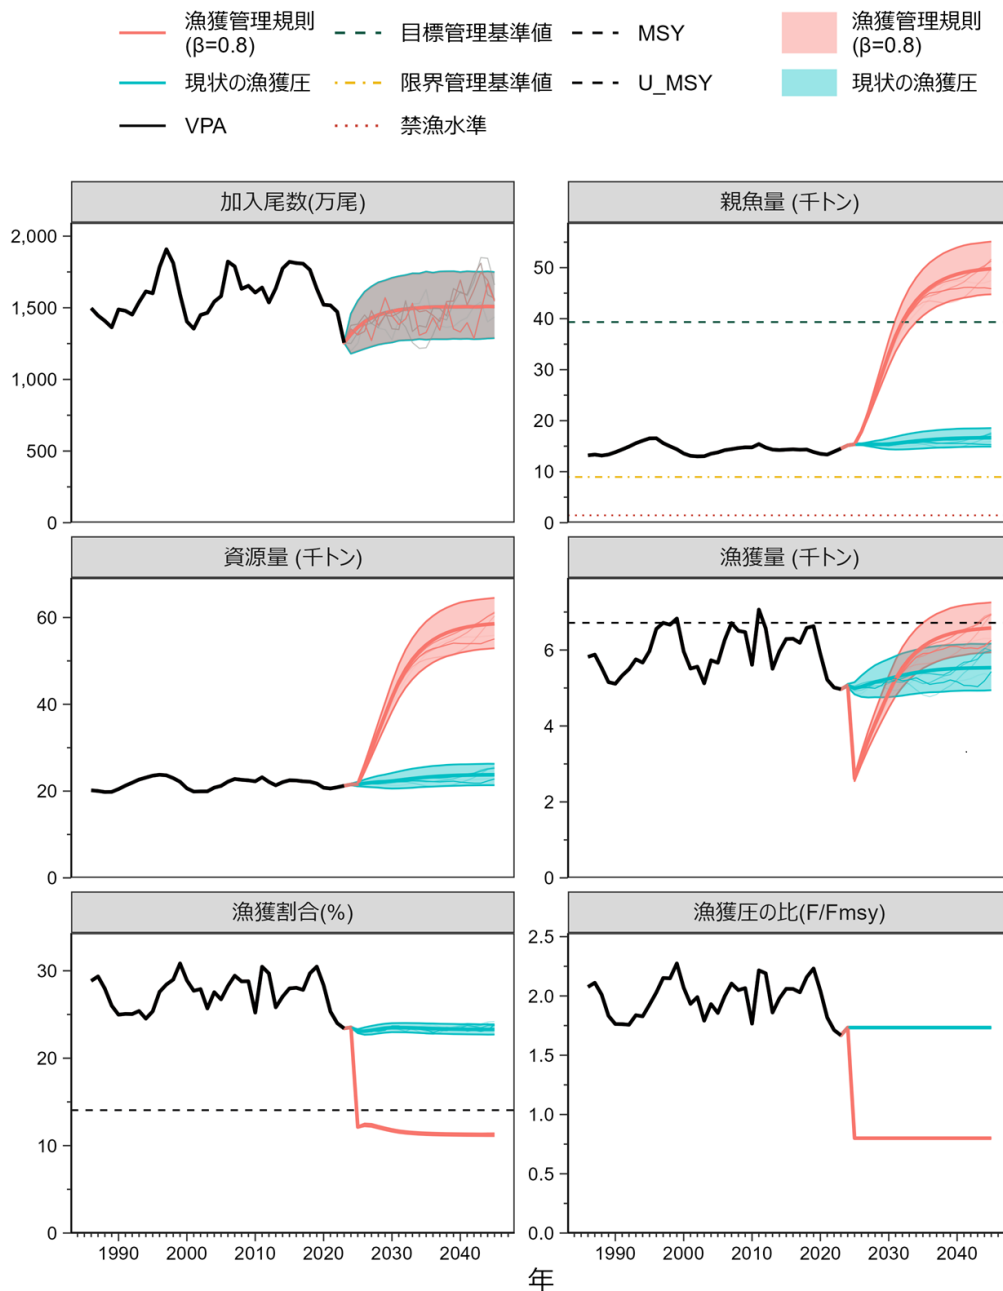 漁獲管理規則
(β=0.8)
目標管理基準値
MSY
漁獲管理規則
(β=0.8)
現状の漁獲圧
限界管理基準値
U_MSY
現状の漁獲圧
VPA
禁漁水準
加入尾数(万尾)
親魚量 (千トン)
2,000
1,500
1,000
500
0
50
40
30
20
10
0
資源量 (千トン)
漁獲量 (千トン)
60
40
20
0
6
4
2
0
漁獲割合(%)
漁獲圧の比(F/Fmsy)
30
20
10
0
2.5
2.0
1.5
1.0
0.5
0.0
1990 2000 2010 2020 2030 2040
1990 2000 2010 2020 2030 2040
年